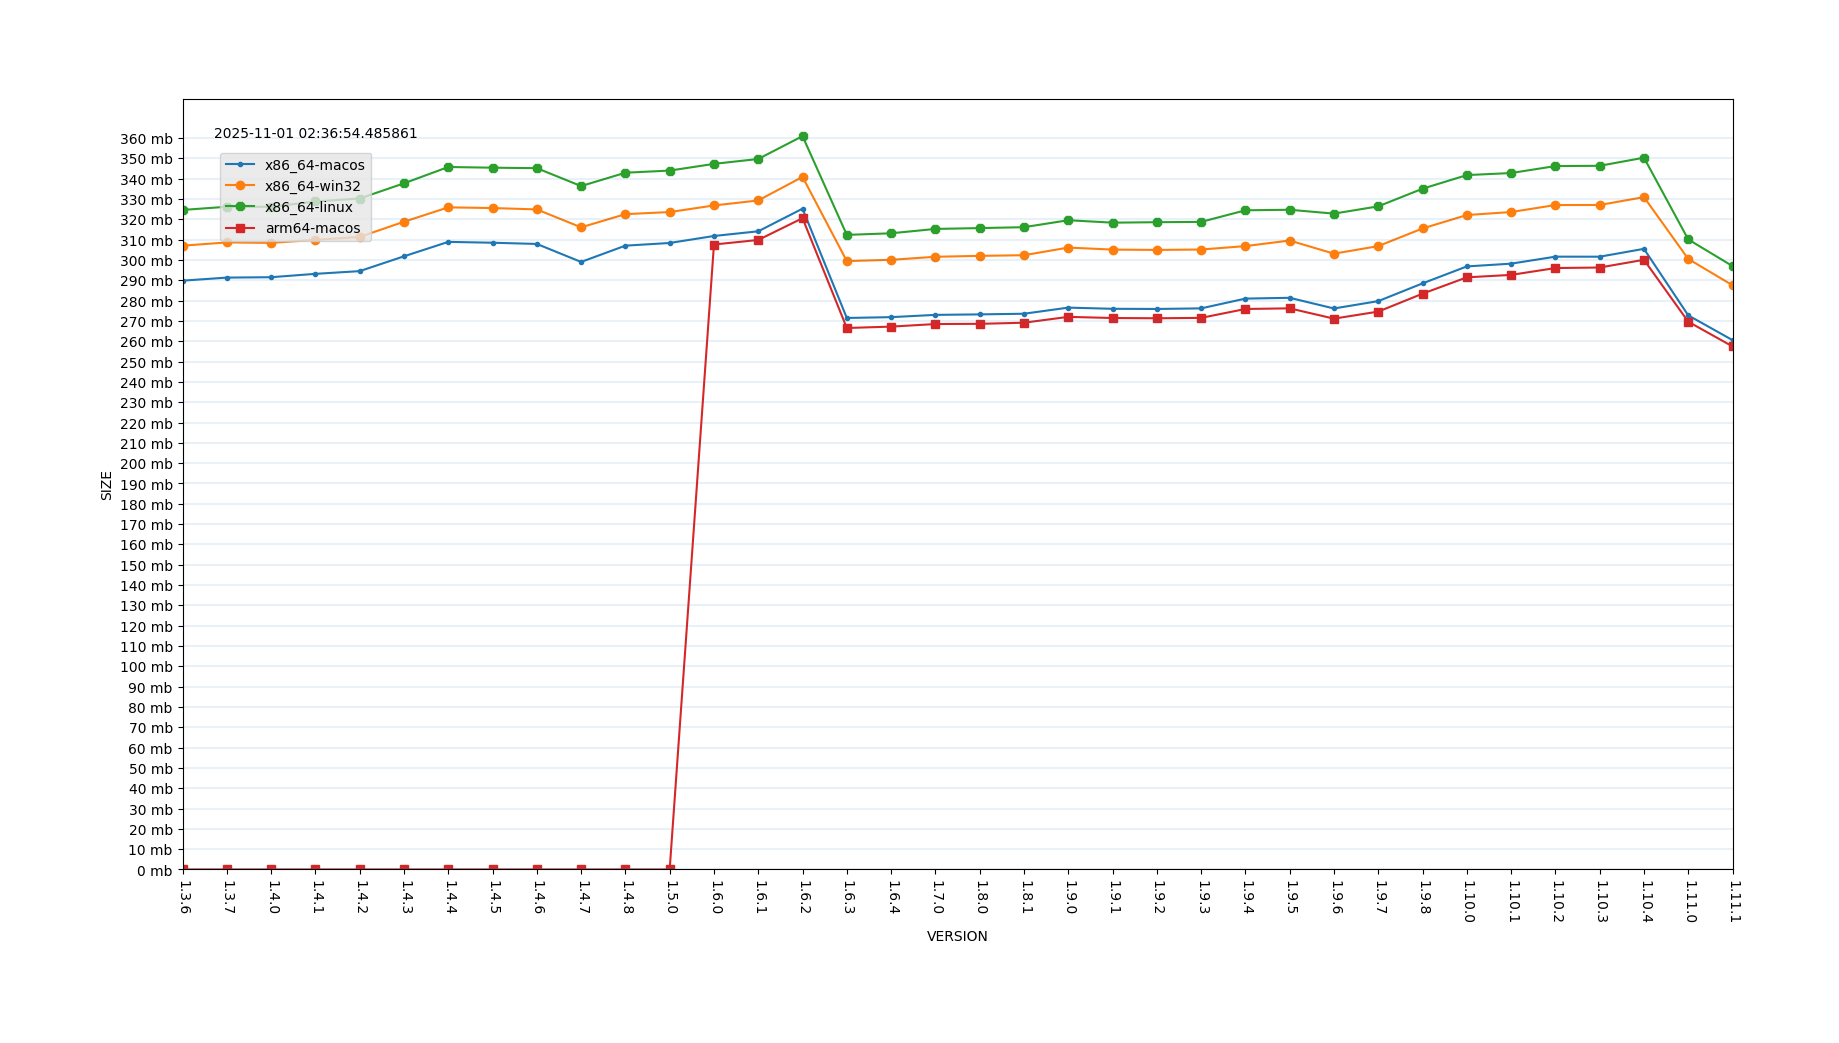 2025-11-01 02:36:54.485861
x86_64-macos
x86_64-win32
x86_64-linux
arm64-macos
360 mb
350 mb
340 mb
330 mb
320 mb
310 mb
300 mb
290 mb
280 mb
270 mb
260 mb
250 mb
240 mb
230 mb
220 mb
210 mb
200 mb
190 mb
180 mb
170 mb
160 mb
150 mb
140 mb
130 mb
120 mb
110 mb
100 mb
90 mb
80 mb
70 mb
60 mb
50 mb
40 mb
30 mb
20 mb
10 mb
0 mb
SIZE
1.3.6
1.3.7
1.4.0
1.4.1
1.4.2
1.4.3
1.4.4
1.4.5
1.4.6
1.4.7
1.4.8
1.5.0
1.6.0
1.6.1
1.6.2
1.6.3
1.6.4
1.7.0
1.8.0
1.8.1
1.9.0
1.9.1
1.9.2
1.9.3
1.9.4
1.9.5
1.9.6
1.9.7
1.9.8
1.10.0
1.10.1
1.10.2
1.10.3
1.10.4
1.11.0
1.11.1
VERSION